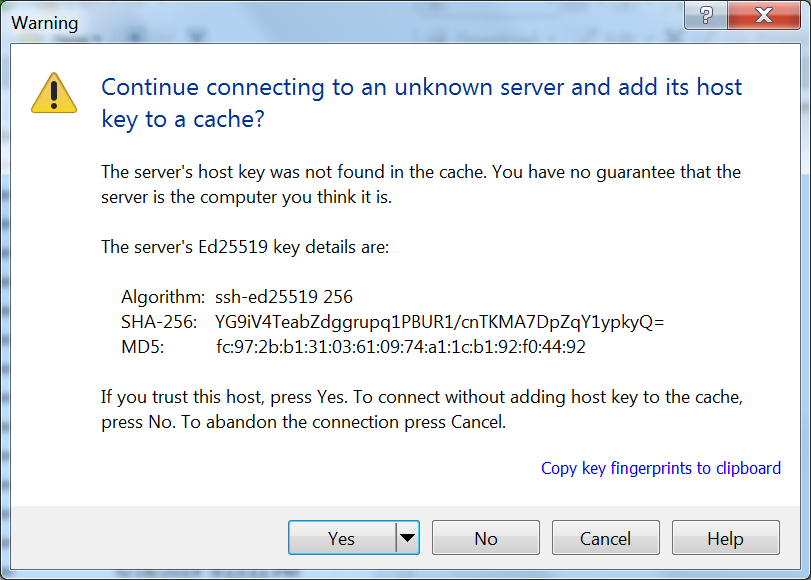 Warning
?
Continue connecting to an unknown server and add its host
key to a cache?
The server's host key was not found in the cache. You have no guarantee that the
server is the computer you think it is.
The server's Ed25519 key details are:
Algorithm: ssh-ed25519 256
SHA-256: YG9iV4TeabZdggrupq1PBUR1/cnTKMA7DpZqY1ypkyQ=
MD5: fc:97:2b:b1:31:03:61:09:74:a1:1c:b1:92:f0:44:92
If you trust this host, press Yes. To connect without adding host key to the cache,
press No. To abandon the connection press Cancel.
Copy key fingerprints to clipboard
Yes No Cancel Help